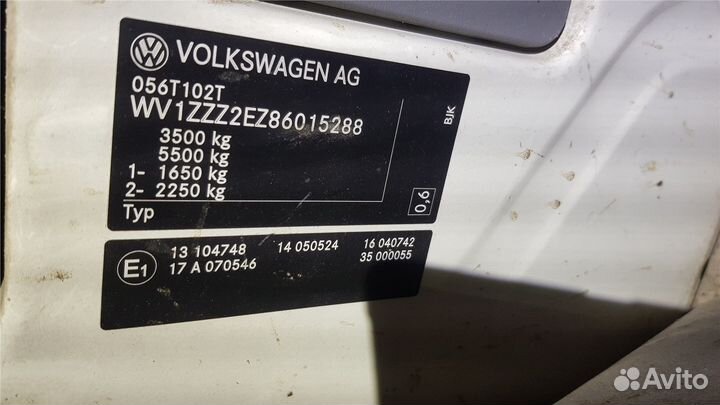 VOLKSWAGEN AG
056T102T
WV1ZZZ2EZ86015288
3500 kg
5500 kg
1- 1650 kg
2- 2250 kg
Typ
BJK
0,6
E1
13 104748 14 050524 16 040742
17 A 070546 35 000055
Avito